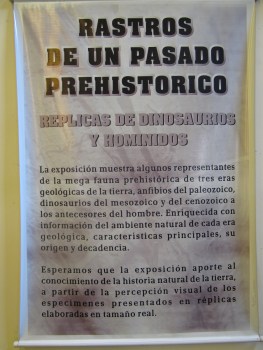 RASTROS
DE UN PASADO
PREHISTORICO
REPLICAS DE DINOSAURIOS
Y HOMINIDOS
La exposición muestra algunos representantes
de la mega fauna prehistórica de tres eras
geológicas de la tierra, anfibios del paleozoico,
dinosaurios del mesozoico y del cenozoico a
los antecesores del hombre. Enriquecida con
información del ambiente natural de cada era
geológica, características principales, su
origen y decadencia.
Esperamos que la exposición aporte al
conocimiento de la historia natural de la tierra,
a partir de la percepción visual de los
especimenes presentados en réplicas
elaboradas en tamaño real.